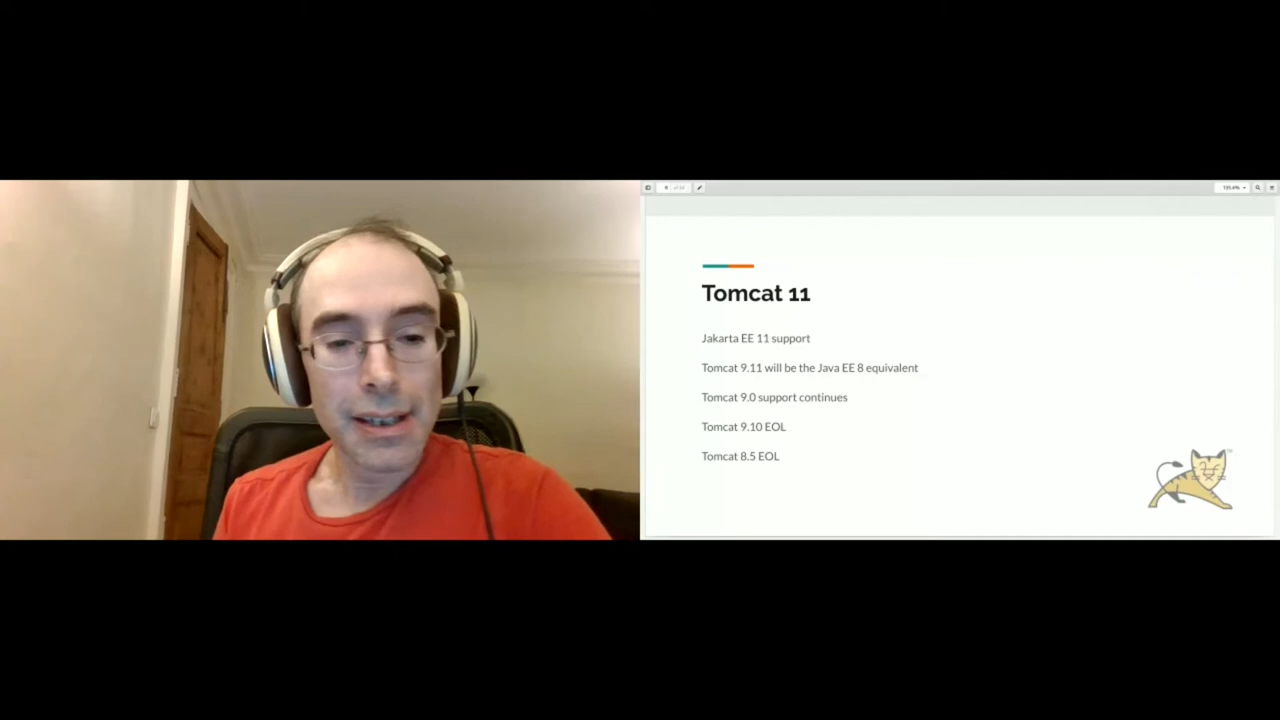 Tomcat 11
Jakarta EE 11 support
Tomcat 9.11 will be the Java EE 8 equivalent
Tomcat 9.0 support continues
Tomcat 9.10 EOL
Tomcat 8.5 EOL